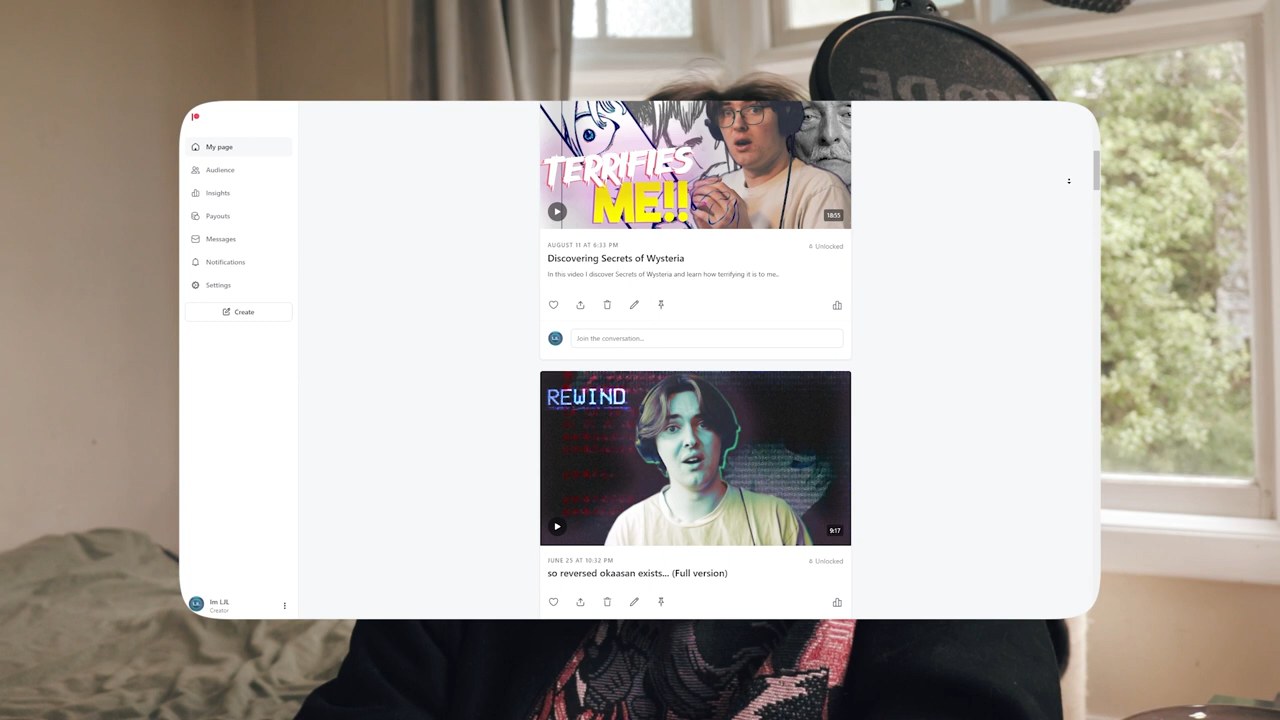 RODE
My page
Audience
Insights
Payouts
Messages
Notifications
Settings
Create
Im LJL
Creator
TERRIFIES
ME!!
18:55
AUGUST 11 AT 6:33 PM
Unlocked
Discovering Secrets of Wysteria
In this video I discover Secrets of Wysteria and learn how terrifying it is to me..
LJL
Join the conversation...
REWIND
9:17
JUNE 25 AT 10:32 PM
Unlocked
so reversed okaasan exists... (Full version)